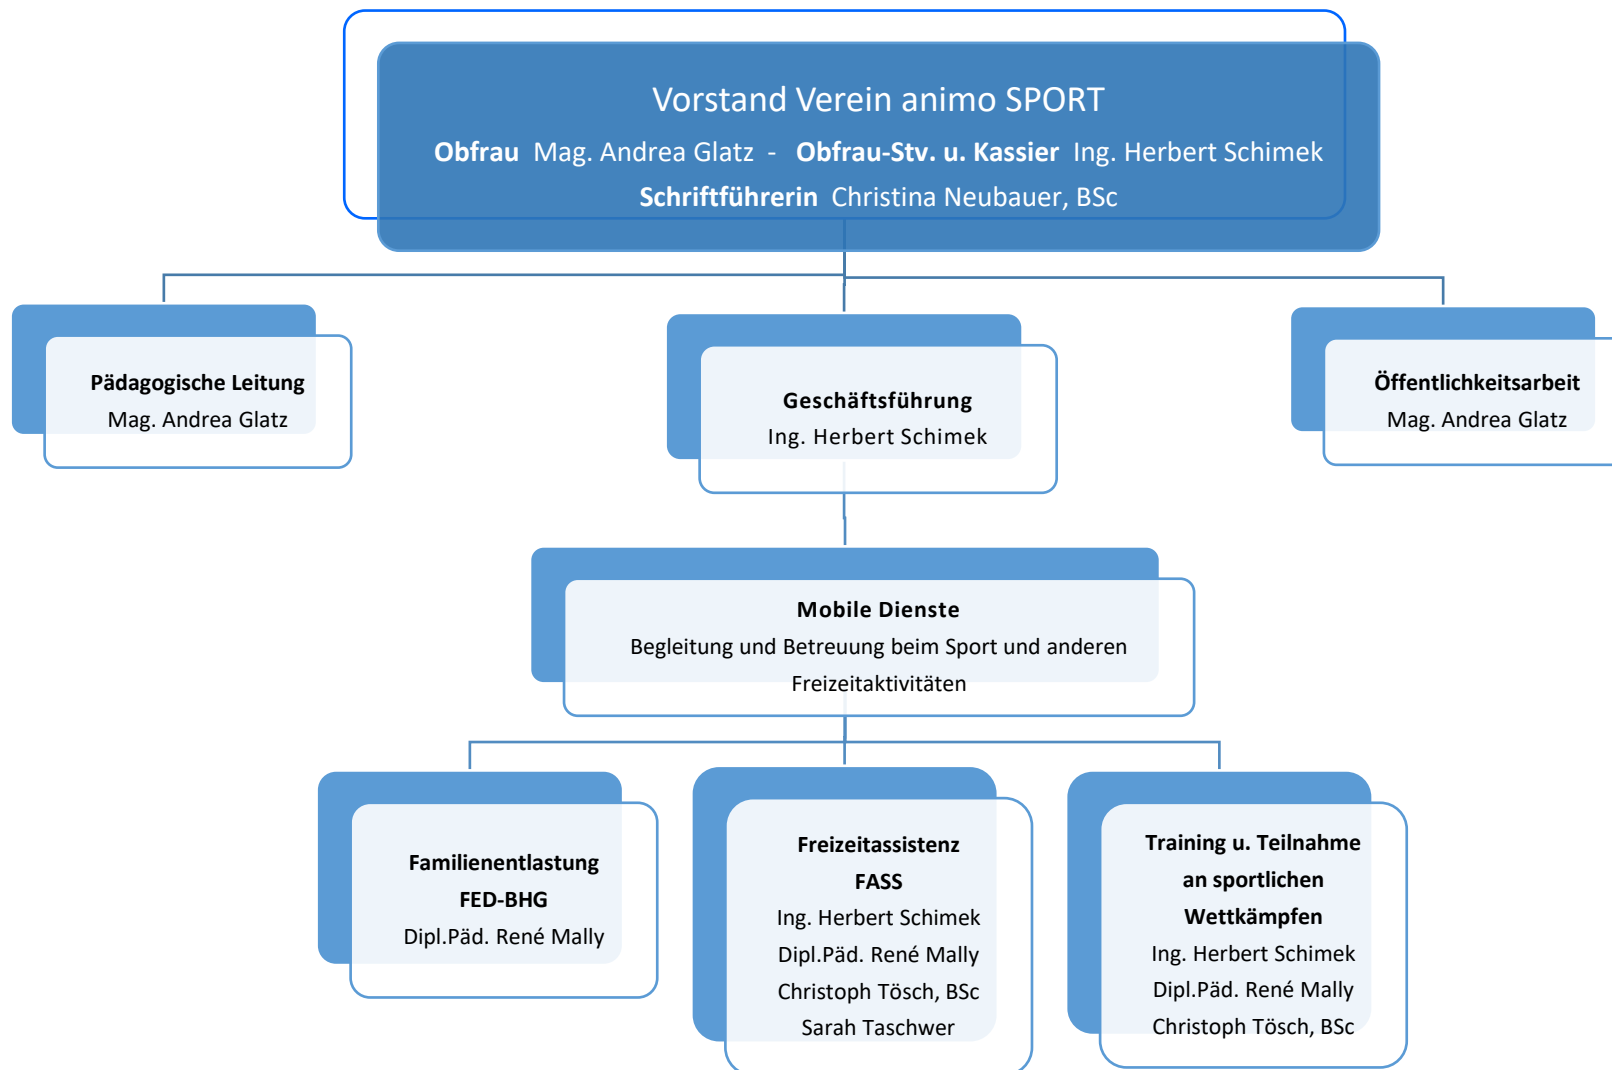 Vorstand Verein animo SPORT
Obfrau Mag. Andrea Glatz - Obfrau-Stv. u. Kassier Ing. Herbert Schimek
Schriftführerin Christina Neubauer, BSc
Pädagogische Leitung
Mag. Andrea Glatz
Geschäftsführung
Ing. Herbert Schimek
Öffentlichkeitsarbeit
Mag. Andrea Glatz
Mobile Dienste
Begleitung und Betreuung beim Sport und anderen
Freizeitaktivitäten
Familienentlastung
FED-BHG
Dipl.Päd. René Mally
Freizeitassistenz
FASS
Ing. Herbert Schimek
Dipl.Päd. René Mally
Christoph Tösch, BSc
Sarah Taschwer
Training u. Teilnahme
an sportlichen
Wettkämpfen
Ing. Herbert Schimek
Dipl.Päd. René Mally
Christoph Tösch, BSc